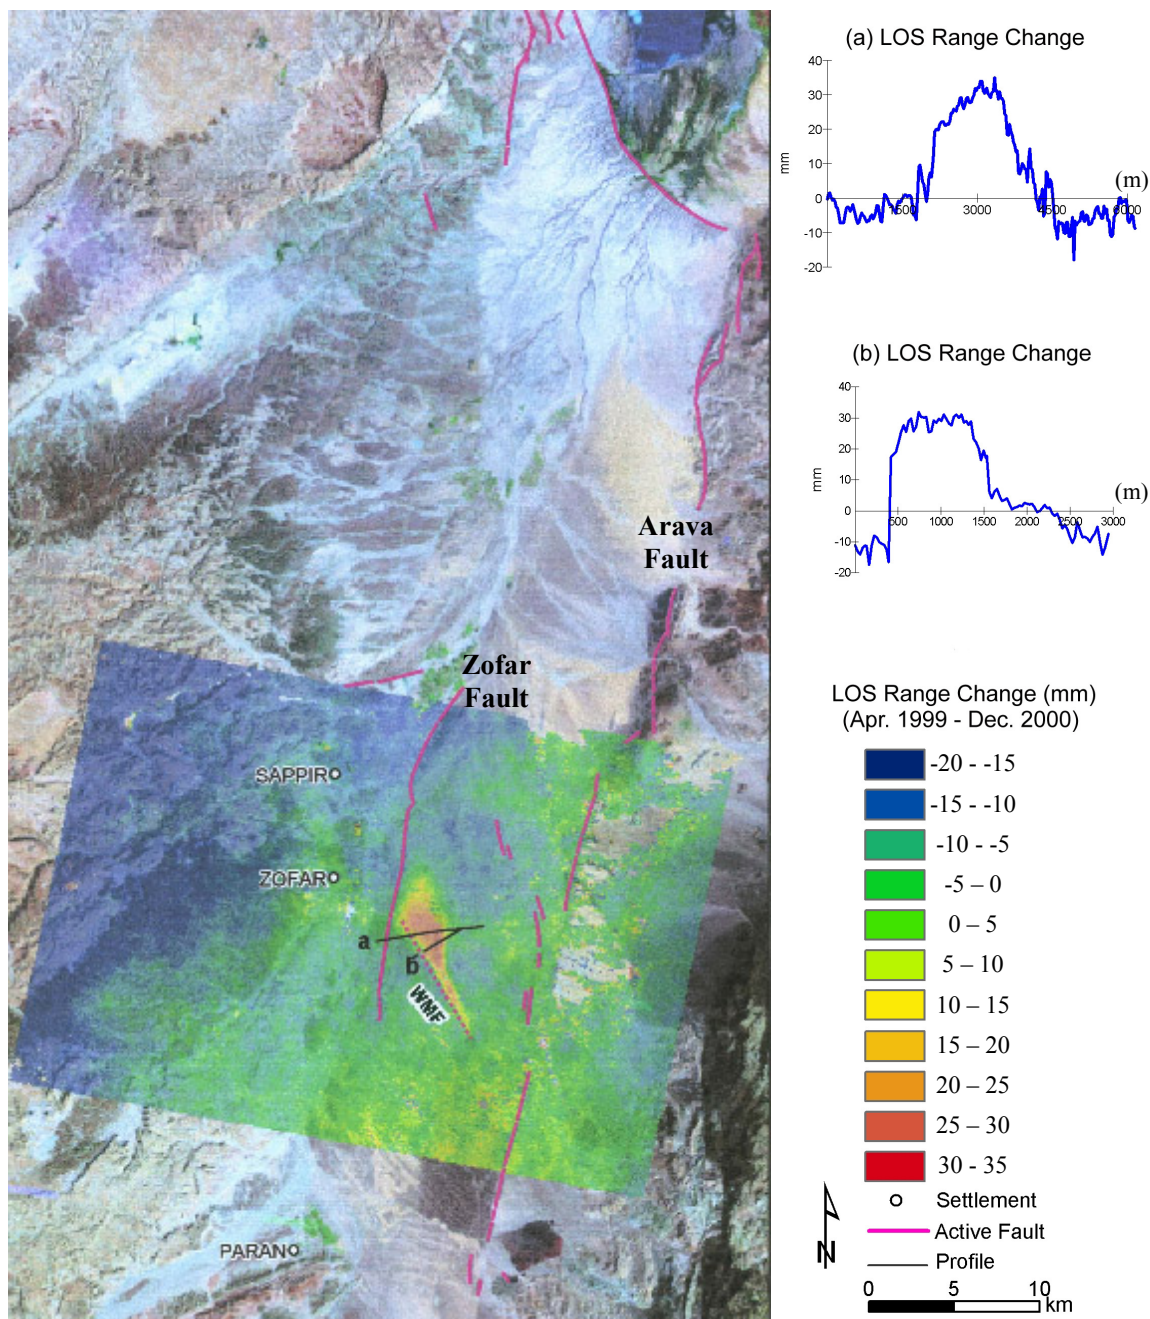 Arava
Fault
Zofar
Fault
SAPPIR
ZOFAR
a
b
WMF
PARAN
(a) LOS Range Change
40
30
20
10
0
-10
-20
mm
1500
3000
4500
6000
(m)
(b) LOS Range Change
40
30
20
10
0
-10
-20
mm
500
1000
1500
2000
2500
3000
(m)
LOS Range Change (mm)
(Apr. 1999 - Dec. 2000)
-20 - -15
-15 - -10
-10 - -5
-5 – 0
0 – 5
5 – 10
10 – 15
15 – 20
20 – 25
25 – 30
30 - 35
Settlement
Active Fault
Profile
N
0 5 10
km